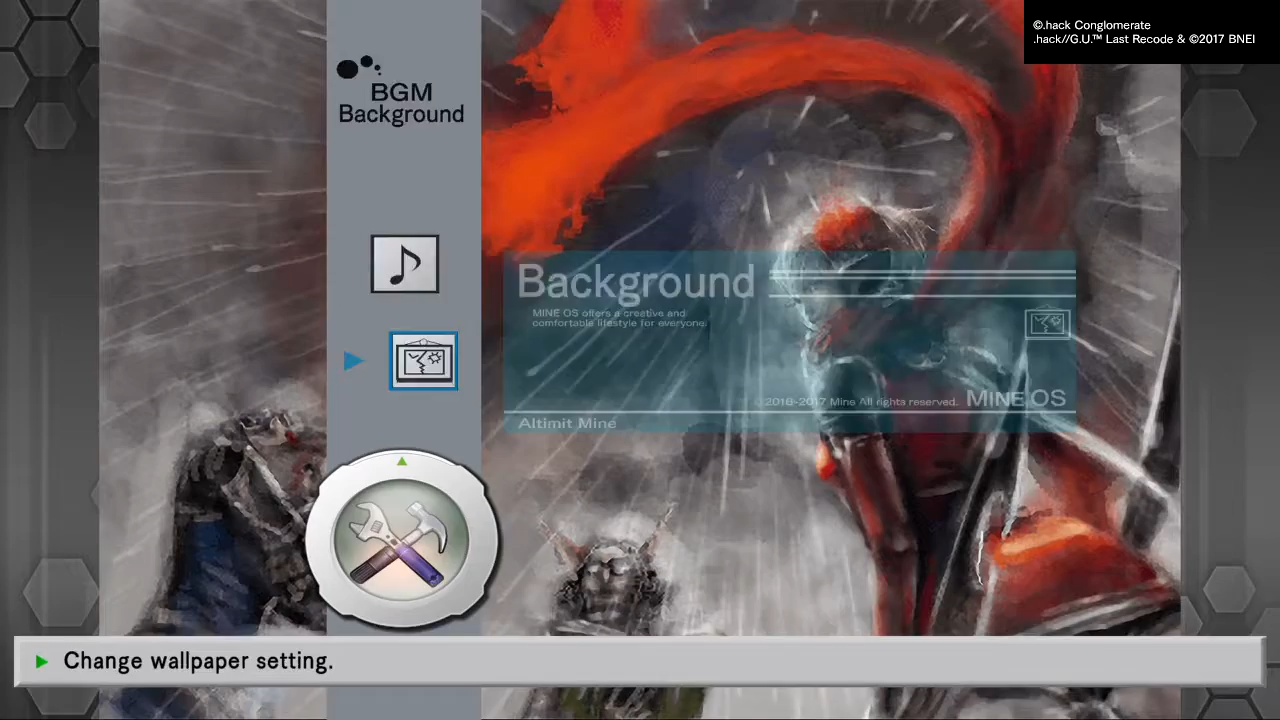 ©.hack Conglomerate
.hack//G.U.™ Last Recode & ©2017 BNEI
BGM
Background
Background
MINE OS offers a creative and
comfortable lifestyle for everyone.
©2016-2017 Mine All rights reserved. MINE OS
Altimit Mine
Change wallpaper setting.